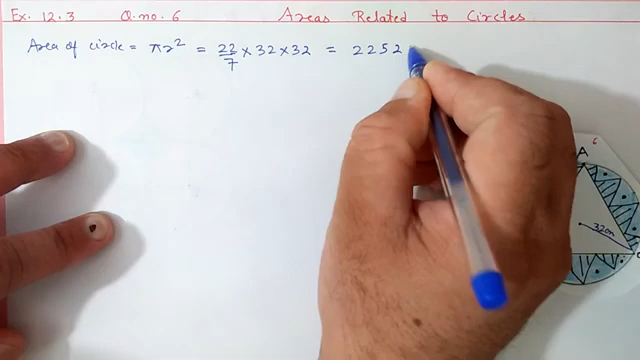 Ex. 12.3 Q.no. 6 Areas Related to Circles
Area of circle = πr² = 22/7 × 32 × 32 = 2252
6
A
32cm